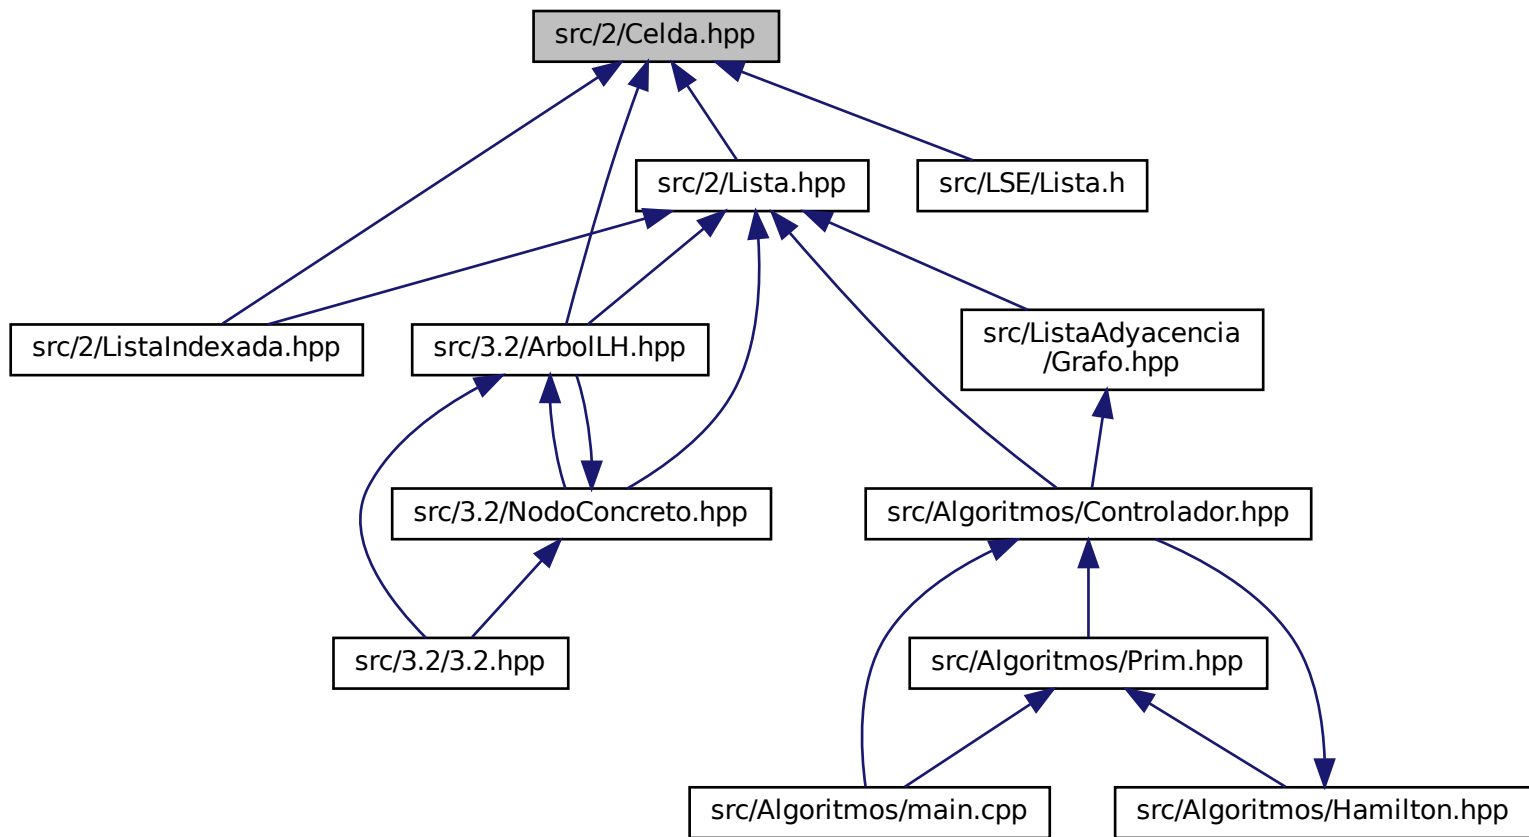 src/2/Celda.hpp
src/2/Lista.hpp
src/LSE/Lista.h
src/2/ListaIndexada.hpp
src/3.2/ArbolLH.hpp
src/ListaAdyacencia
/Grafo.hpp
src/3.2/NodoConcreto.hpp
src/Algoritmos/Controlador.hpp
src/3.2/3.2.hpp
src/Algoritmos/Prim.hpp
src/Algoritmos/main.cpp
src/Algoritmos/Hamilton.hpp